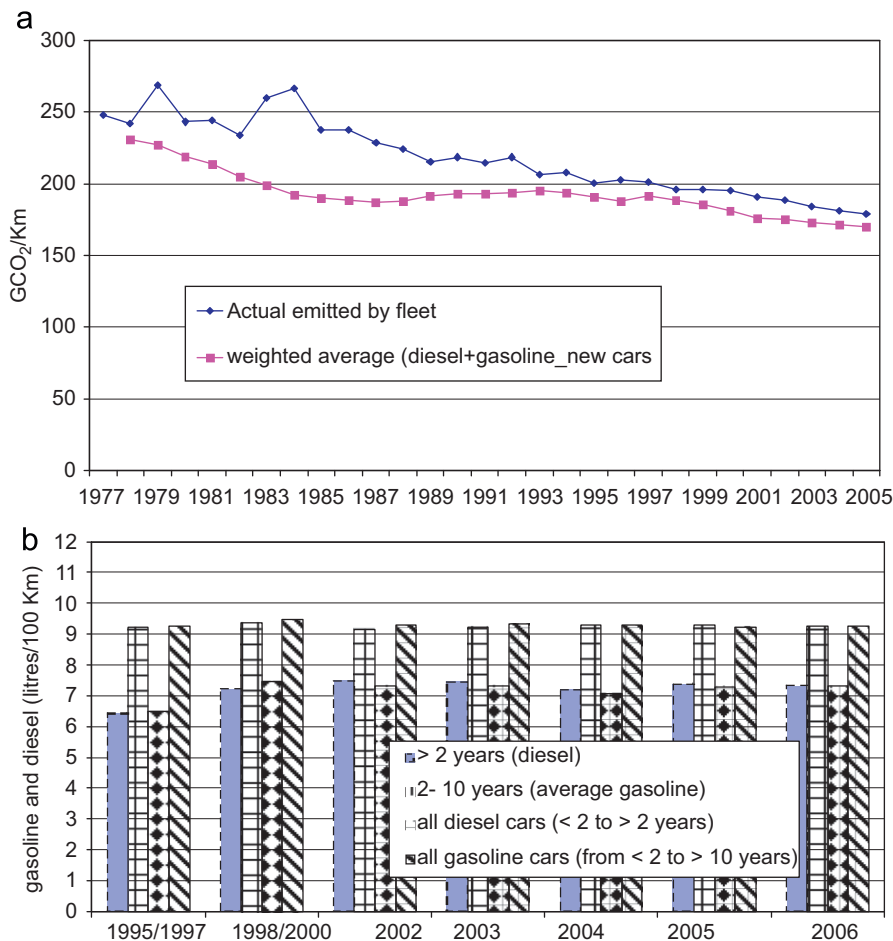 a
300
250
200
150
100
50
0
GCO₂/Km
Actual emitted by fleet
weighted average (diesel+gasoline_new cars
1977 1979 1981 1983 1985 1987 1989 1991 1993 1995 1997 1999 2001 2003 2005
b
12
11
10
9
8
7
6
5
4
3
2
1
0
gasoline and diesel (litres/100 Km)
> 2 years (diesel)
2- 10 years (average gasoline)
all diesel cars (< 2 to > 2 years)
all gasoline cars (from < 2 to > 10 years)
1995/1997 1998/2000 2002 2003 2004 2005 2006